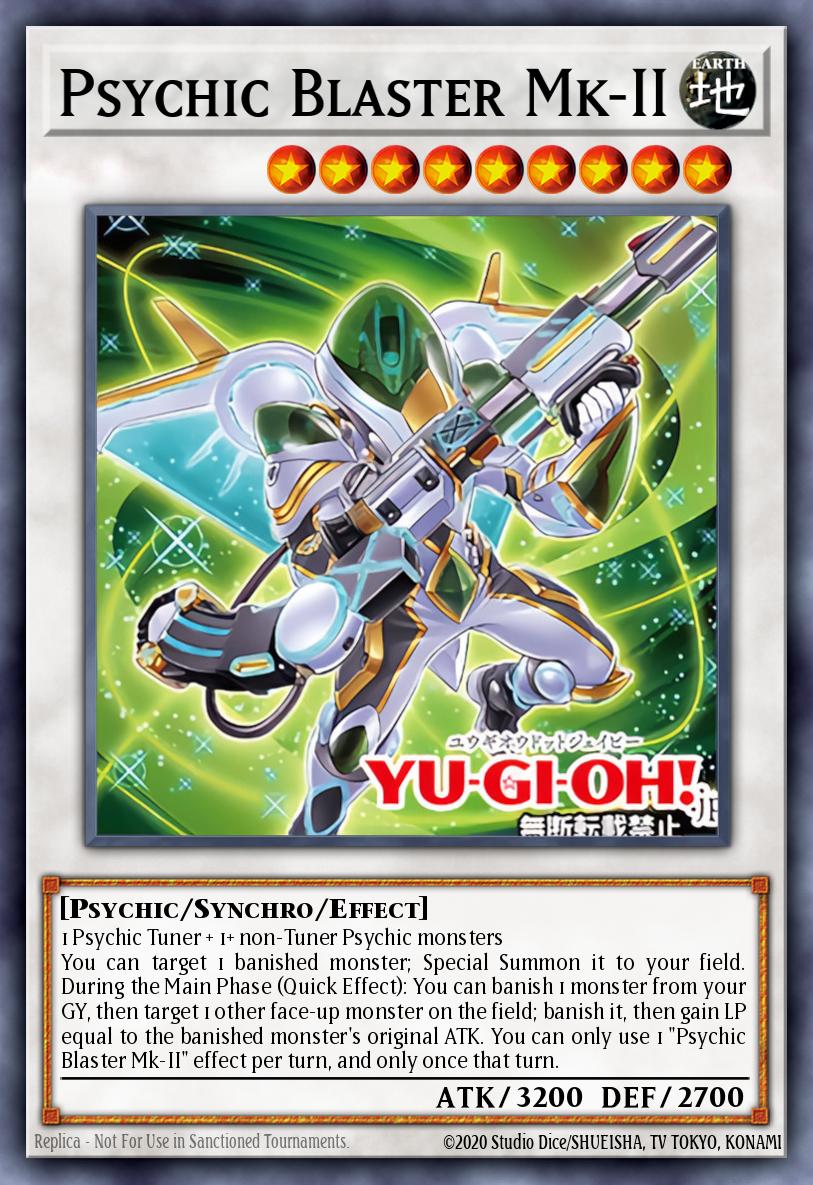 Psychic Blaster Mk-II
EARTH
地
ユウギオウドットジェイピー
YU-GI-OH!
.jp
無断転載禁止
[Psychic/Synchro/Effect]
1 Psychic Tuner + 1+ non-Tuner Psychic monsters
You can target 1 banished monster; Special Summon it to your field.
During the Main Phase (Quick Effect): You can banish 1 monster from your
GY, then target 1 other face-up monster on the field; banish it, then gain LP
equal to the banished monster's original ATK. You can only use 1 "Psychic
Blaster Mk-II" effect per turn, and only once that turn.
ATK/3200 DEF/2700
Replica - Not For Use in Sanctioned Tournaments.
©2020 Studio Dice/SHUEISHA, TV TOKYO, KONAMI